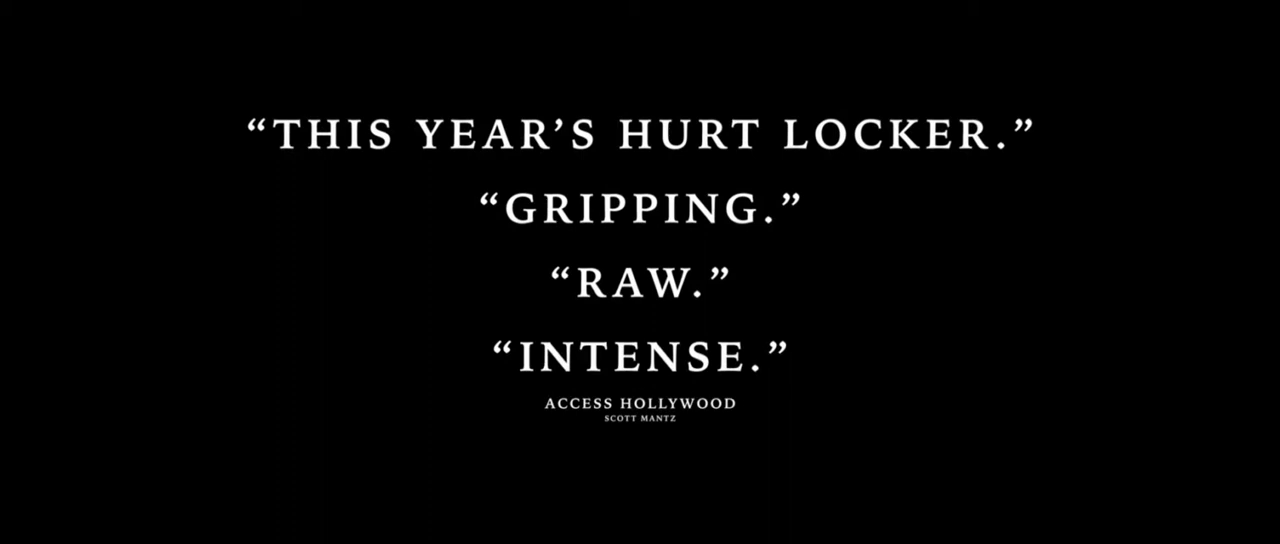 “THIS YEAR’S HURT LOCKER.”
“GRIPPING.”
“RAW.”
“INTENSE.”
ACCESS HOLLYWOOD
SCOTT MANTZ